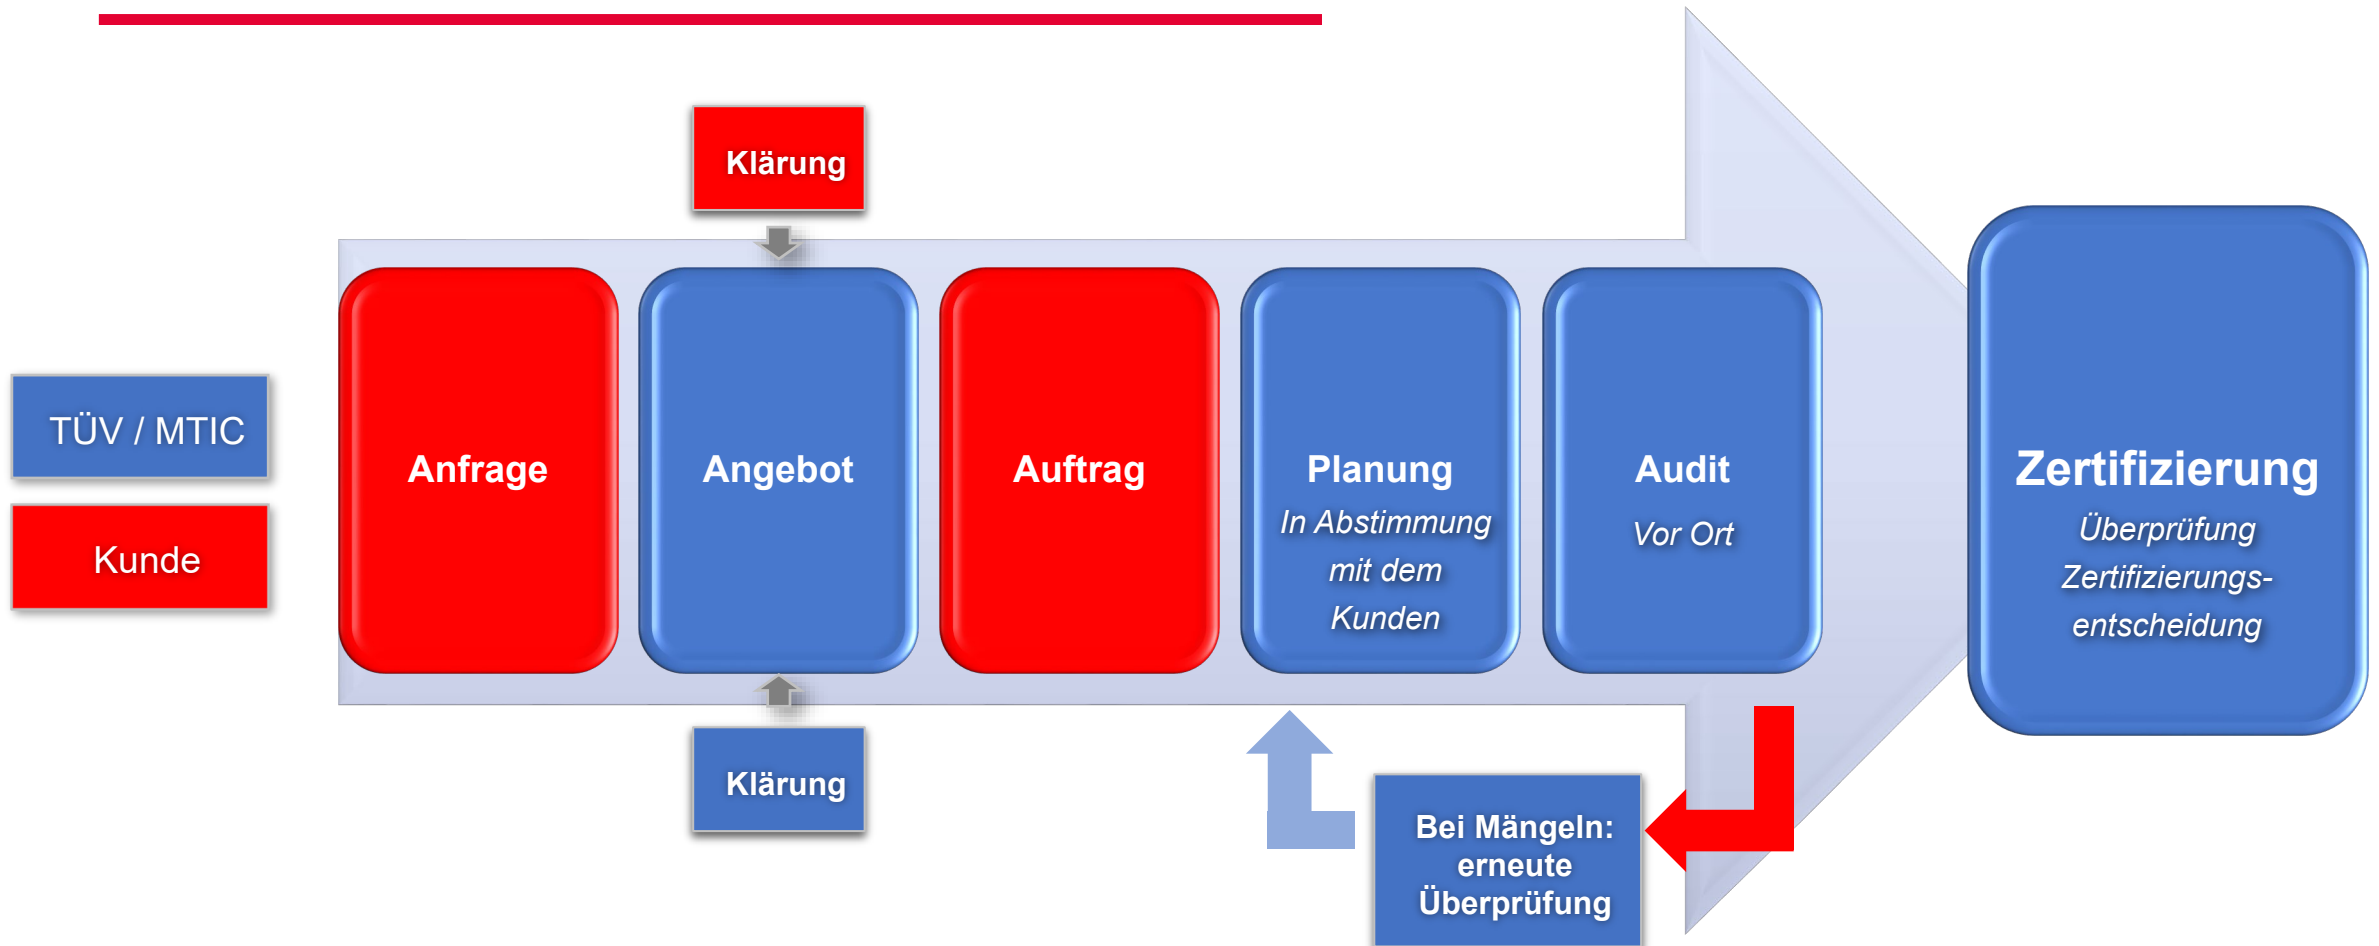 Klärung
TÜV / MTIC
Kunde
Anfrage
Angebot
Auftrag
Planung
In Abstimmung
mit dem
Kunden
Audit
Vor Ort
Zertifizierung
Überprüfung
Zertifizierungs-
entscheidung
Klärung
Bei Mängeln:
erneute
Überprüfung